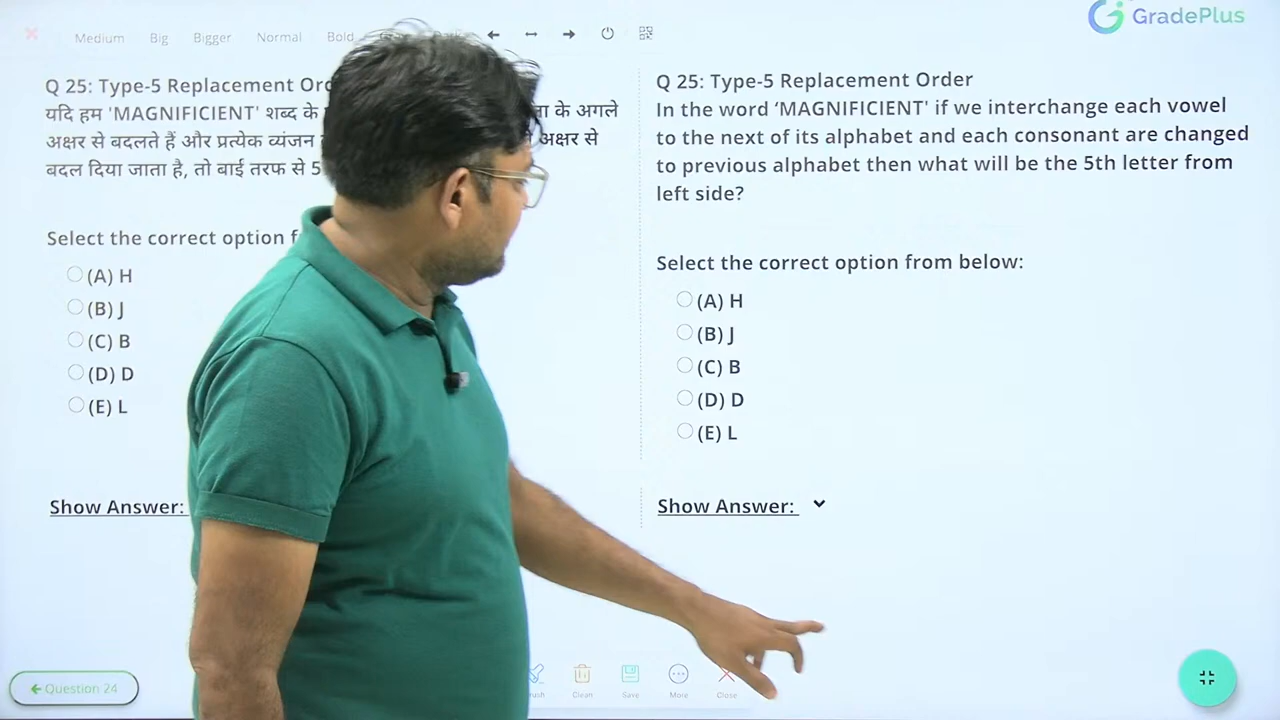 GradePlus
Medium Big Bigger Normal Bold
Q 25: Type-5 Replacement
यदि हम 'MAGNIFICIENT' शब्द के के अगले
अक्षर से बदलते हैं और प्रत्येक व्यंजन अक्षर से
बदल दिया जाता है, तो बाई तरफ से
Select the correct option
(A) H
(B) J
(C) B
(D) D
(E) L
Show Answer:
Q 25: Type-5 Replacement Order
In the word ‘MAGNIFICIENT' if we interchange each vowel
to the next of its alphabet and each consonant are changed
to previous alphabet then what will be the 5th letter from
left side?
Select the correct option from below:
(A) H
(B) J
(C) B
(D) D
(E) L
Show Answer:
Question 24
Clean Save More Close